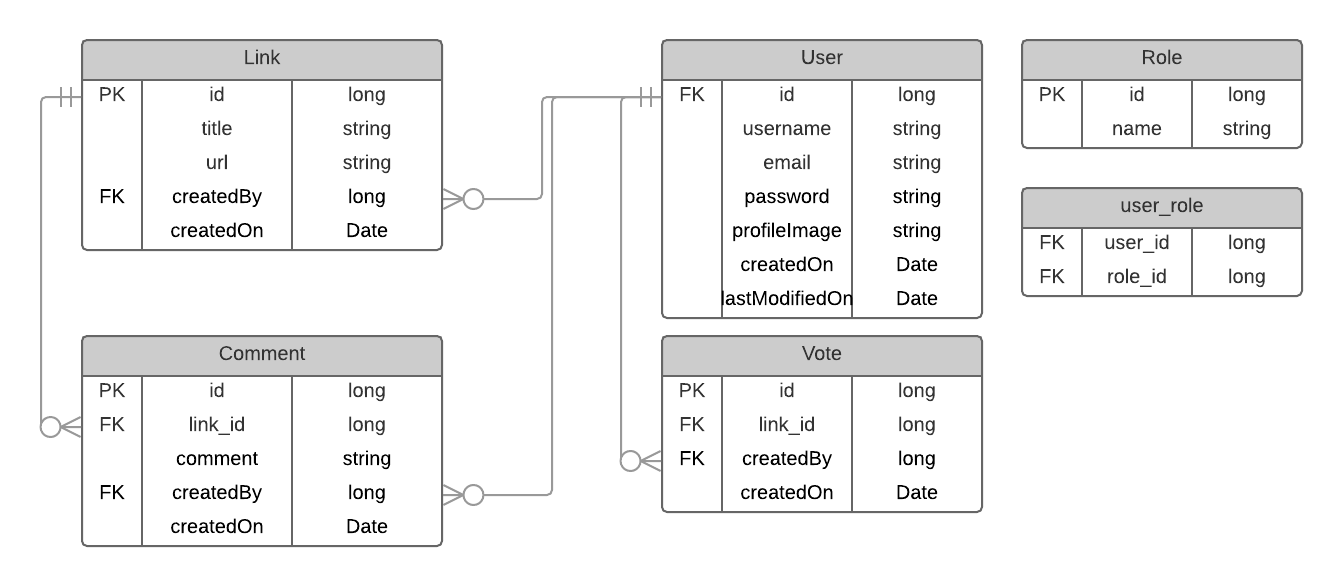 Link
PK id long
title string
url string
FK createdBy long
createdOn Date
User
FK id long
username string
email string
password string
profileImage string
createdOn Date
lastModifiedOn Date
Role
PK id long
name string
user_role
FK user_id long
FK role_id long
Comment
PK id long
FK link_id long
comment string
FK createdBy long
createdOn Date
Vote
PK id long
FK link_id long
FK createdBy long
createdOn Date